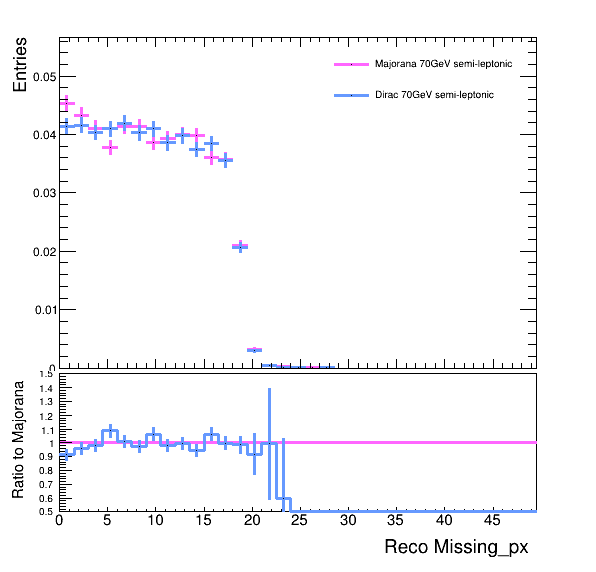 Entries
0.05
0.04
0.03
0.02
0.01
0
Majorana 70GeV semi-leptonic
Dirac 70GeV semi-leptonic
Ratio to Majorana
1.5
1.4
1.3
1.2
1.1
1
0.9
0.8
0.7
0.6
0.5
0 5 10 15 20 25 30 35 40 45
Reco Missing_px